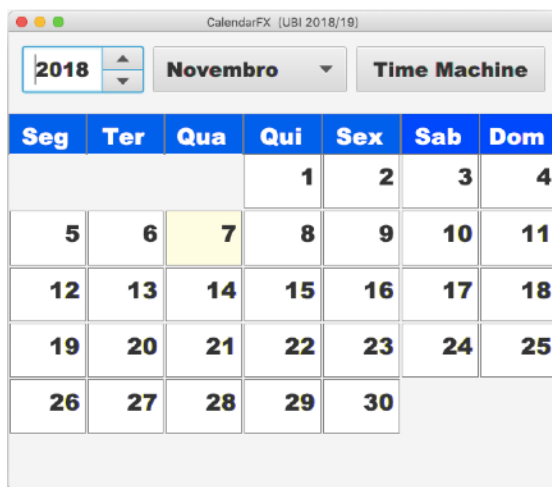 CalendarFX (UBI 2018/19)
2018 Novembro Time Machine
Seg Ter Qua Qui Sex Sab Dom
1 2 3 4
5 6 7 8 9 10 11
12 13 14 15 16 17 18
19 20 21 22 23 24 25
26 27 28 29 30